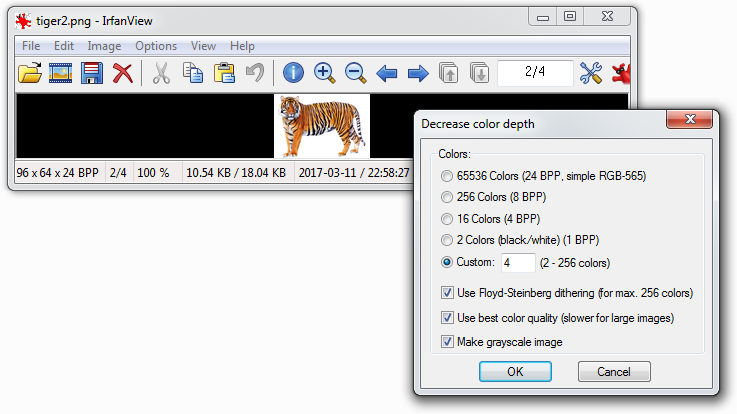 tiger2.png - IrfanView
File Edit Image Options View Help
2/4
96 x 64 x 24 BPP 2/4 100 % 10.54 KB / 18.04 KB 2017-03-11 / 22:58:27
Decrease color depth
Colors:
65536 Colors (24 BPP, simple RGB-565)
256 Colors (8 BPP)
16 Colors (4 BPP)
2 Colors (black/white) (1 BPP)
Custom: 4 (2 - 256 colors)
Use Floyd-Steinberg dithering (for max. 256 colors)
Use best color quality (slower for large images)
Make grayscale image
OK Cancel